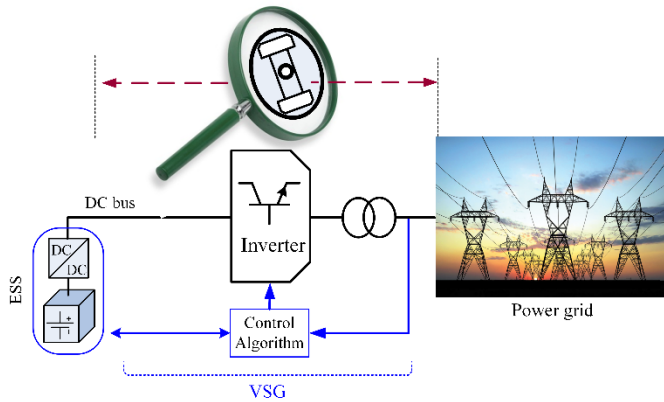 DC bus
Inverter
DC
DC
ESS
Control
Algorithm
Power grid
VSG